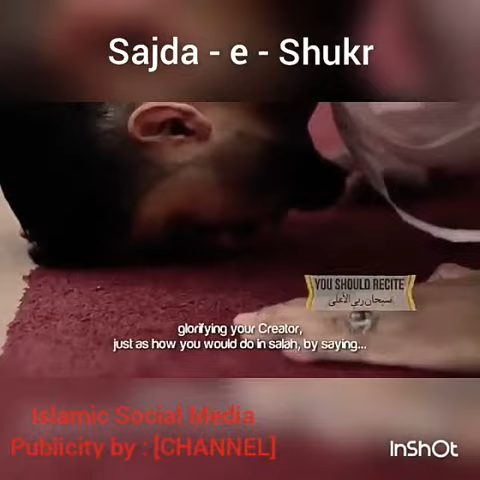 Sajda - e - Shukr
YOU SHOULD RECITE
سبحان ربي الأعلى
glorifying your Creator,
just as how you would do in salah, by saying...
Islamic Social Media
Publicity by : [CHANNEL]
InShOt